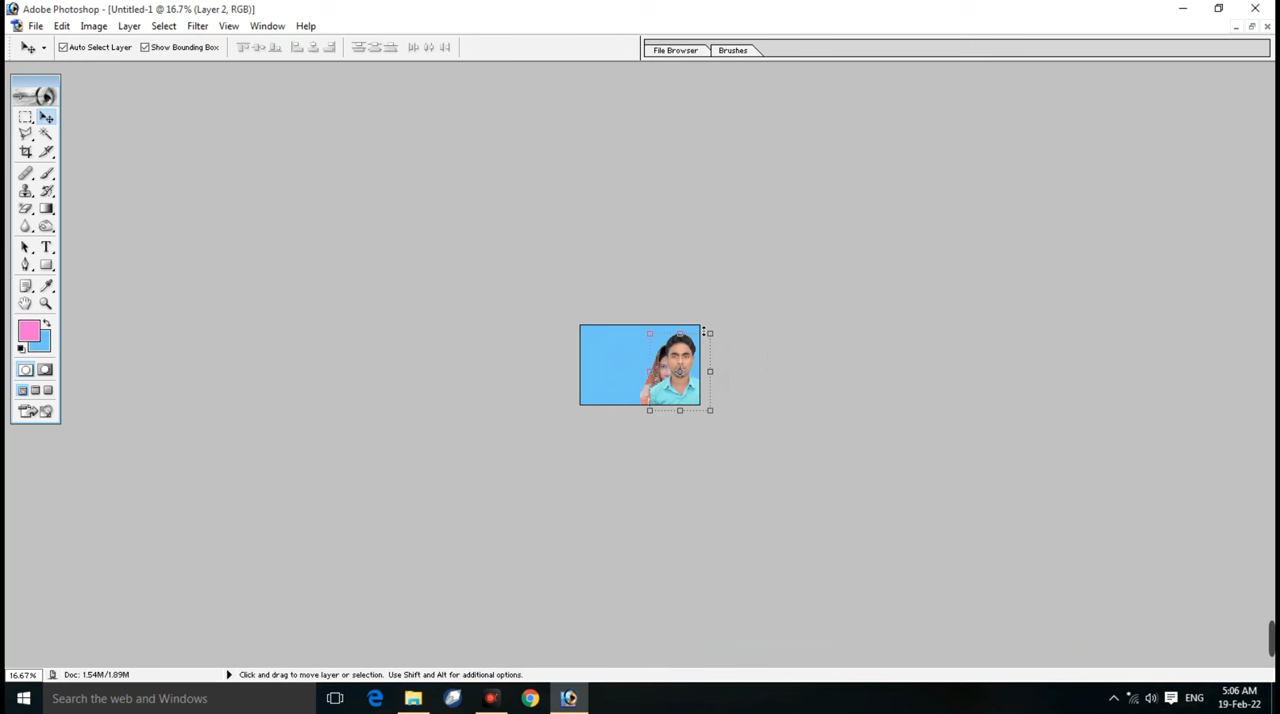 Adobe Photoshop - [Untitled-1 @ 16.7% (Layer 2, RGB)]
File Edit Image Layer Select Filter View Window Help
Auto Select Layer Show Bounding Box File Browser Brushes
T
16.67% Doc: 1.54M/1.89M Click and drag to move layer or selection. Use Shift and Alt for additional options.
Search the web and Windows ENG 5:06 AM
19-Feb-22